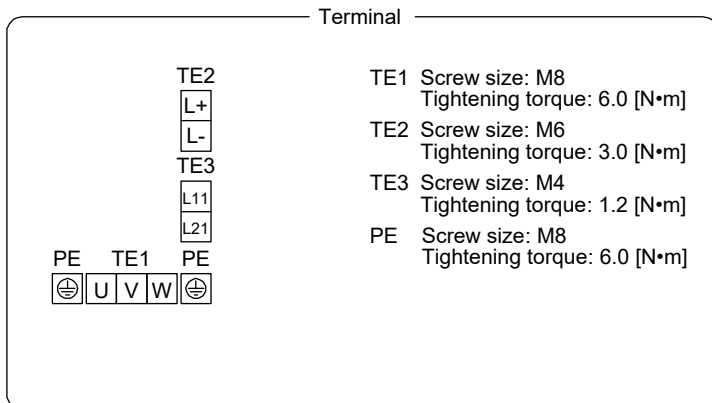 Terminal
TE2
L+
L-
TE3
L11
L21
PE TE1 PE
U V W
TE1 Screw size: M8
Tightening torque: 6.0 [N•m]
TE2 Screw size: M6
Tightening torque: 3.0 [N•m]
TE3 Screw size: M4
Tightening torque: 1.2 [N•m]
PE Screw size: M8
Tightening torque: 6.0 [N•m]